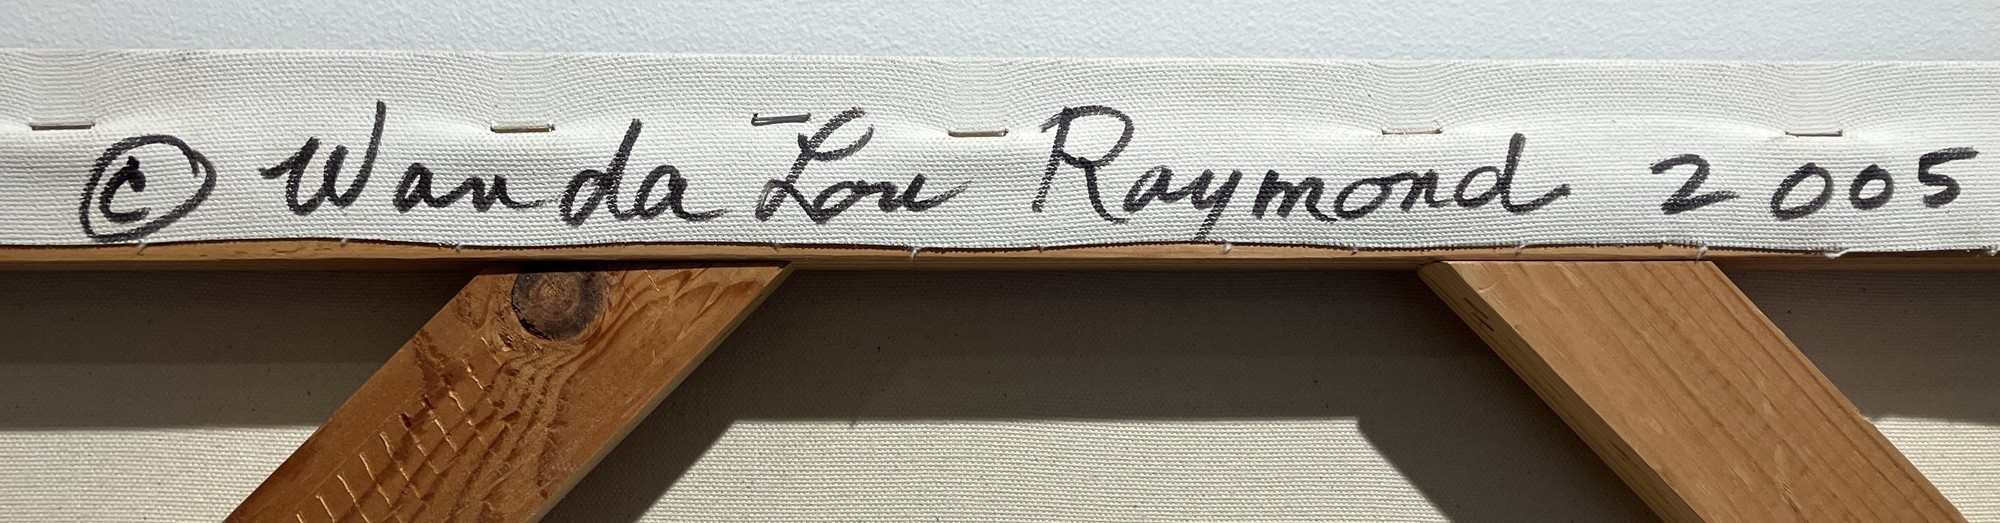 © Wanda Lou Raymond 2005